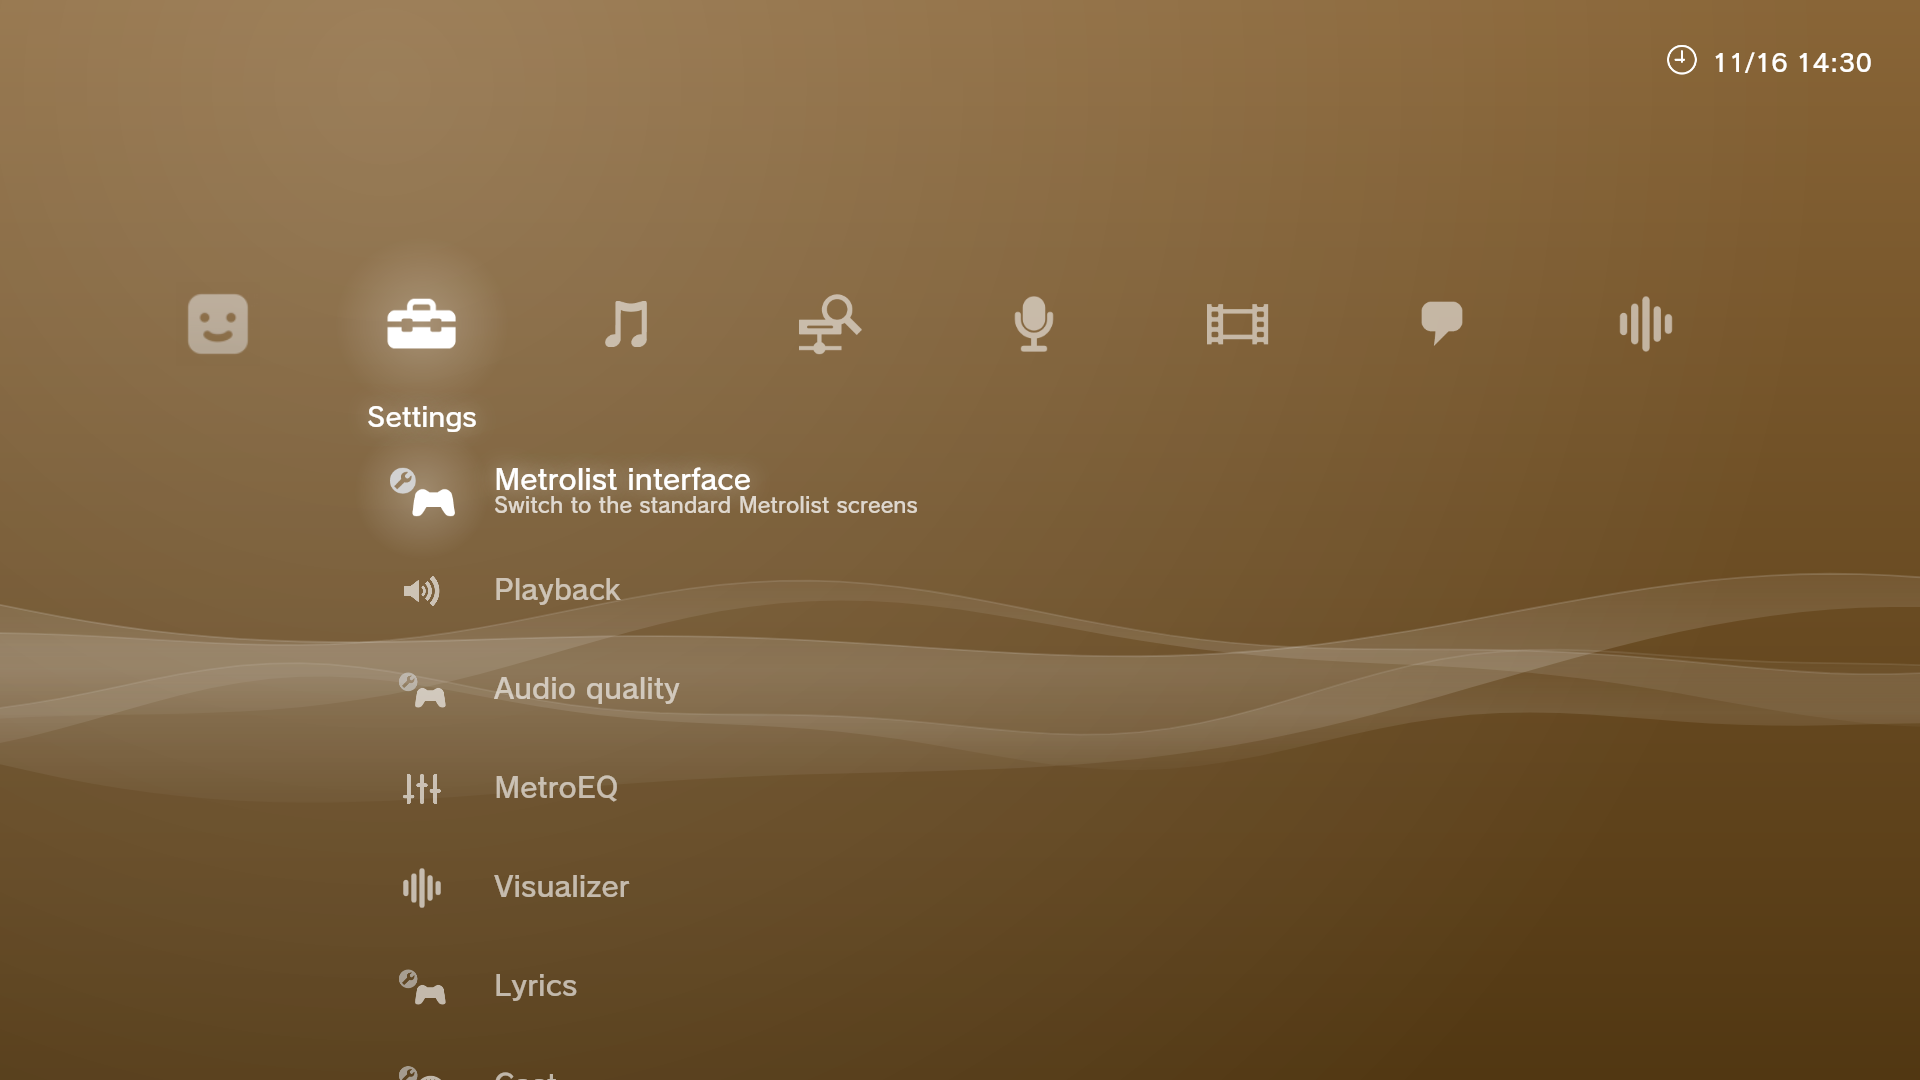 11/16 14:30
Settings
Metrolist interface
Switch to the standard Metrolist screens
Playback
Audio quality
MetroEQ
Visualizer
Lyrics